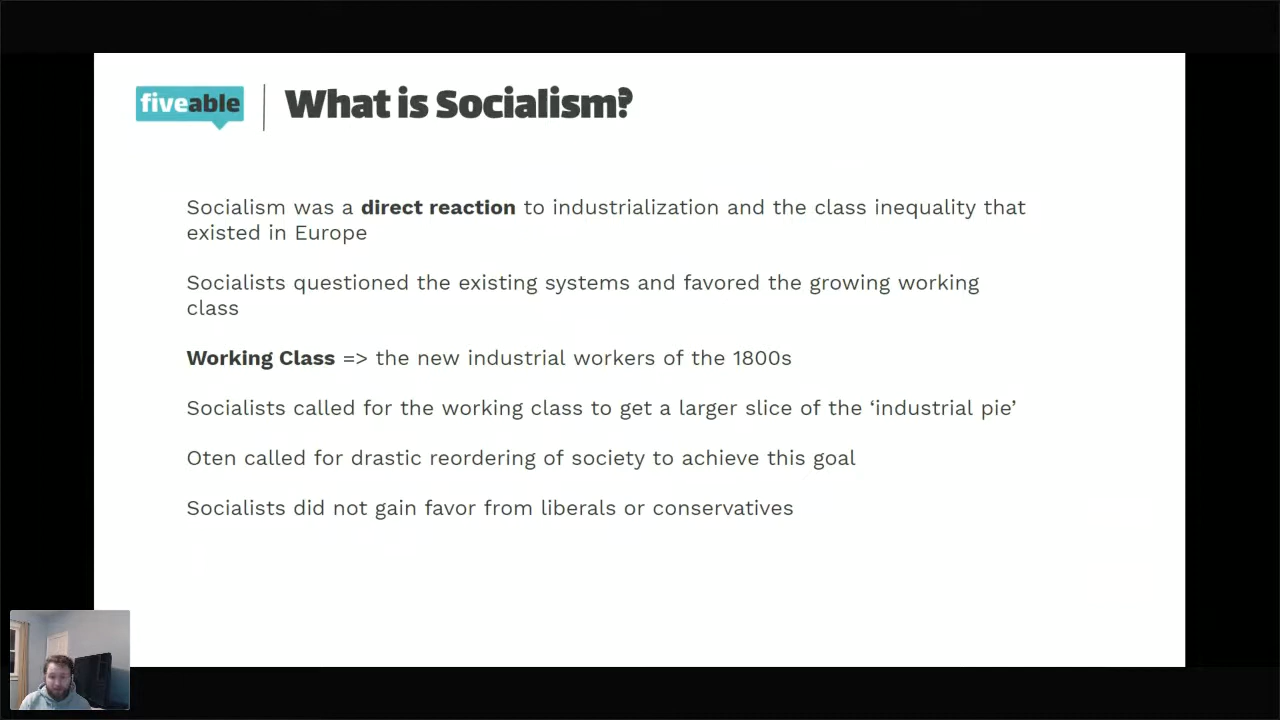 fiveable
What is Socialism?
Socialism was a direct reaction to industrialization and the class inequality that
existed in Europe
Socialists questioned the existing systems and favored the growing working
class
Working Class => the new industrial workers of the 1800s
Socialists called for the working class to get a larger slice of the ‘industrial pie’
Oten called for drastic reordering of society to achieve this goal
Socialists did not gain favor from liberals or conservatives